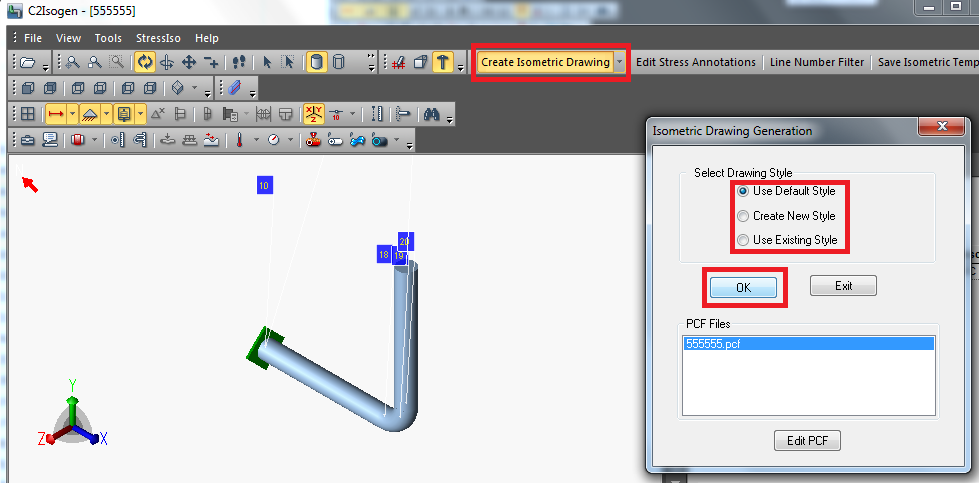 C2Isogen - [555555]
File View Tools StressIso Help
Create Isometric Drawing Edit Stress Annotations Line Number Filter Save Isometric Temp
X|Y
Z
10
10
20
18 19
Y
Z X
Isometric Drawing Generation
Select Drawing Style
Use Default Style
Create New Style
Use Existing Style
OK Exit
PCF Files
555555.pcf
Edit PCF